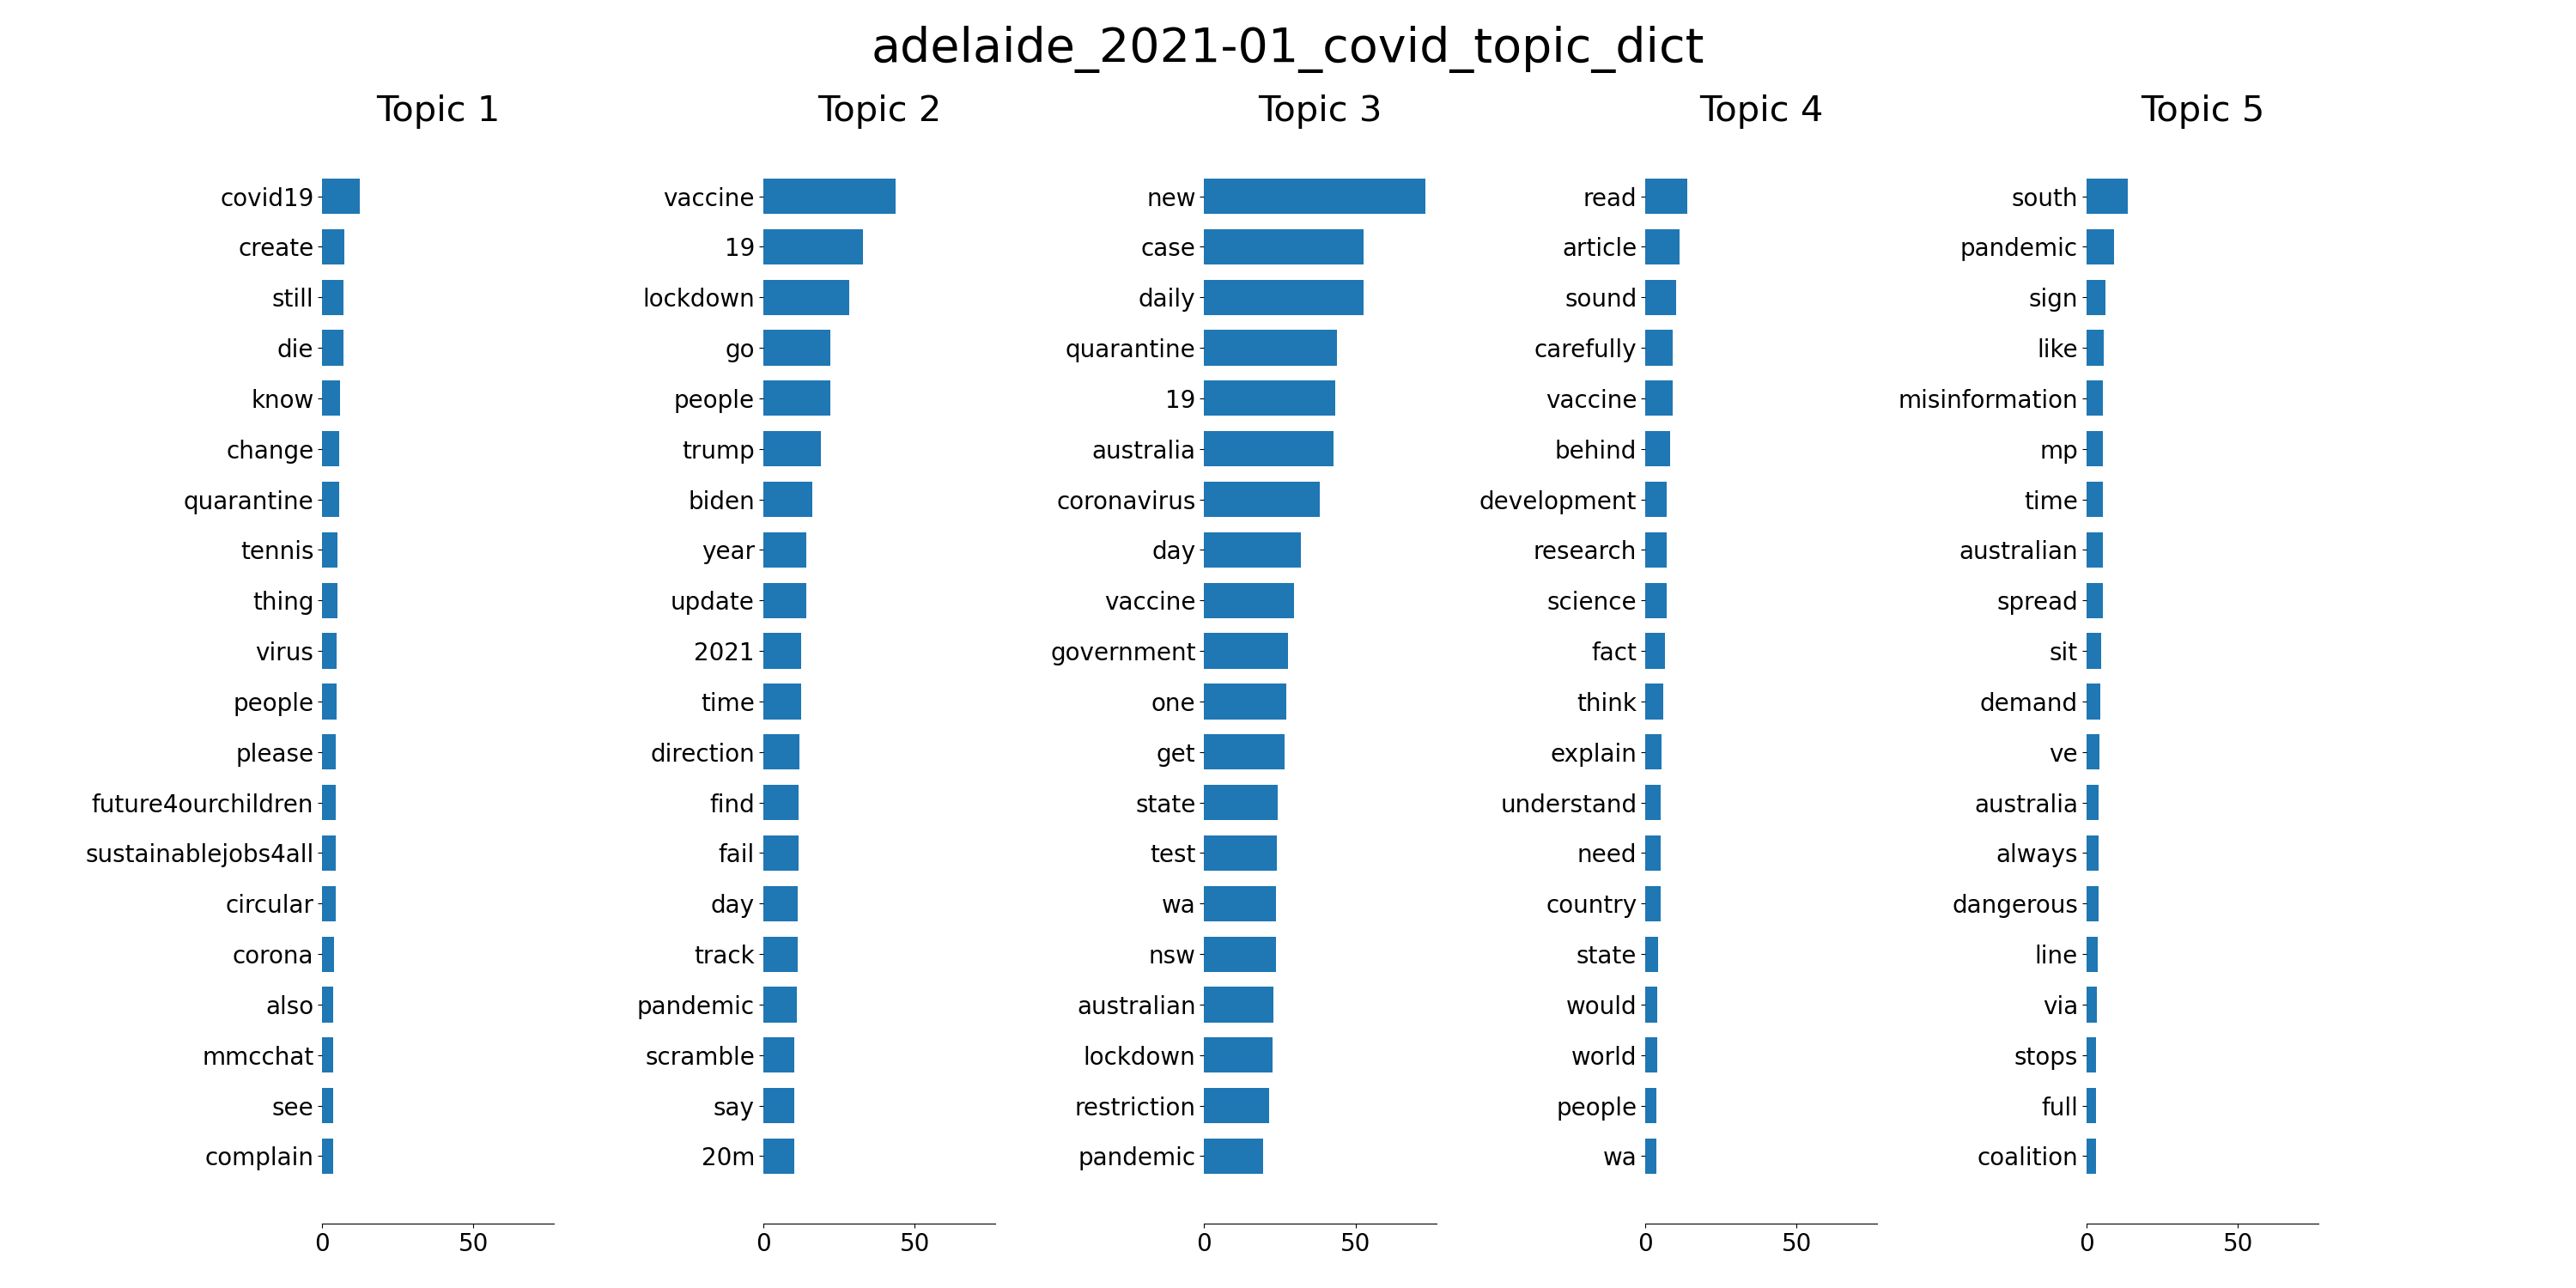 adelaide_2021-01_covid_topic_dict
Topic 1
covid19
create
still
die
know
change
quarantine
tennis
thing
virus
people
please
future4ourchildren
sustainablejobs4all
circular
corona
also
mmcchat
see
complain
0 50
Topic 2
vaccine
19
lockdown
go
people
trump
biden
year
update
2021
time
direction
find
fail
day
track
pandemic
scramble
say
20m
0 50
Topic 3
new
case
daily
quarantine
19
australia
coronavirus
day
vaccine
government
one
get
state
test
wa
nsw
australian
lockdown
restriction
pandemic
0 50
Topic 4
read
article
sound
carefully
vaccine
behind
development
research
science
fact
think
explain
understand
need
country
state
would
world
people
wa
0 50
Topic 5
south
pandemic
sign
like
misinformation
mp
time
australian
spread
sit
demand
ve
australia
always
dangerous
line
via
stops
full
coalition
0 50